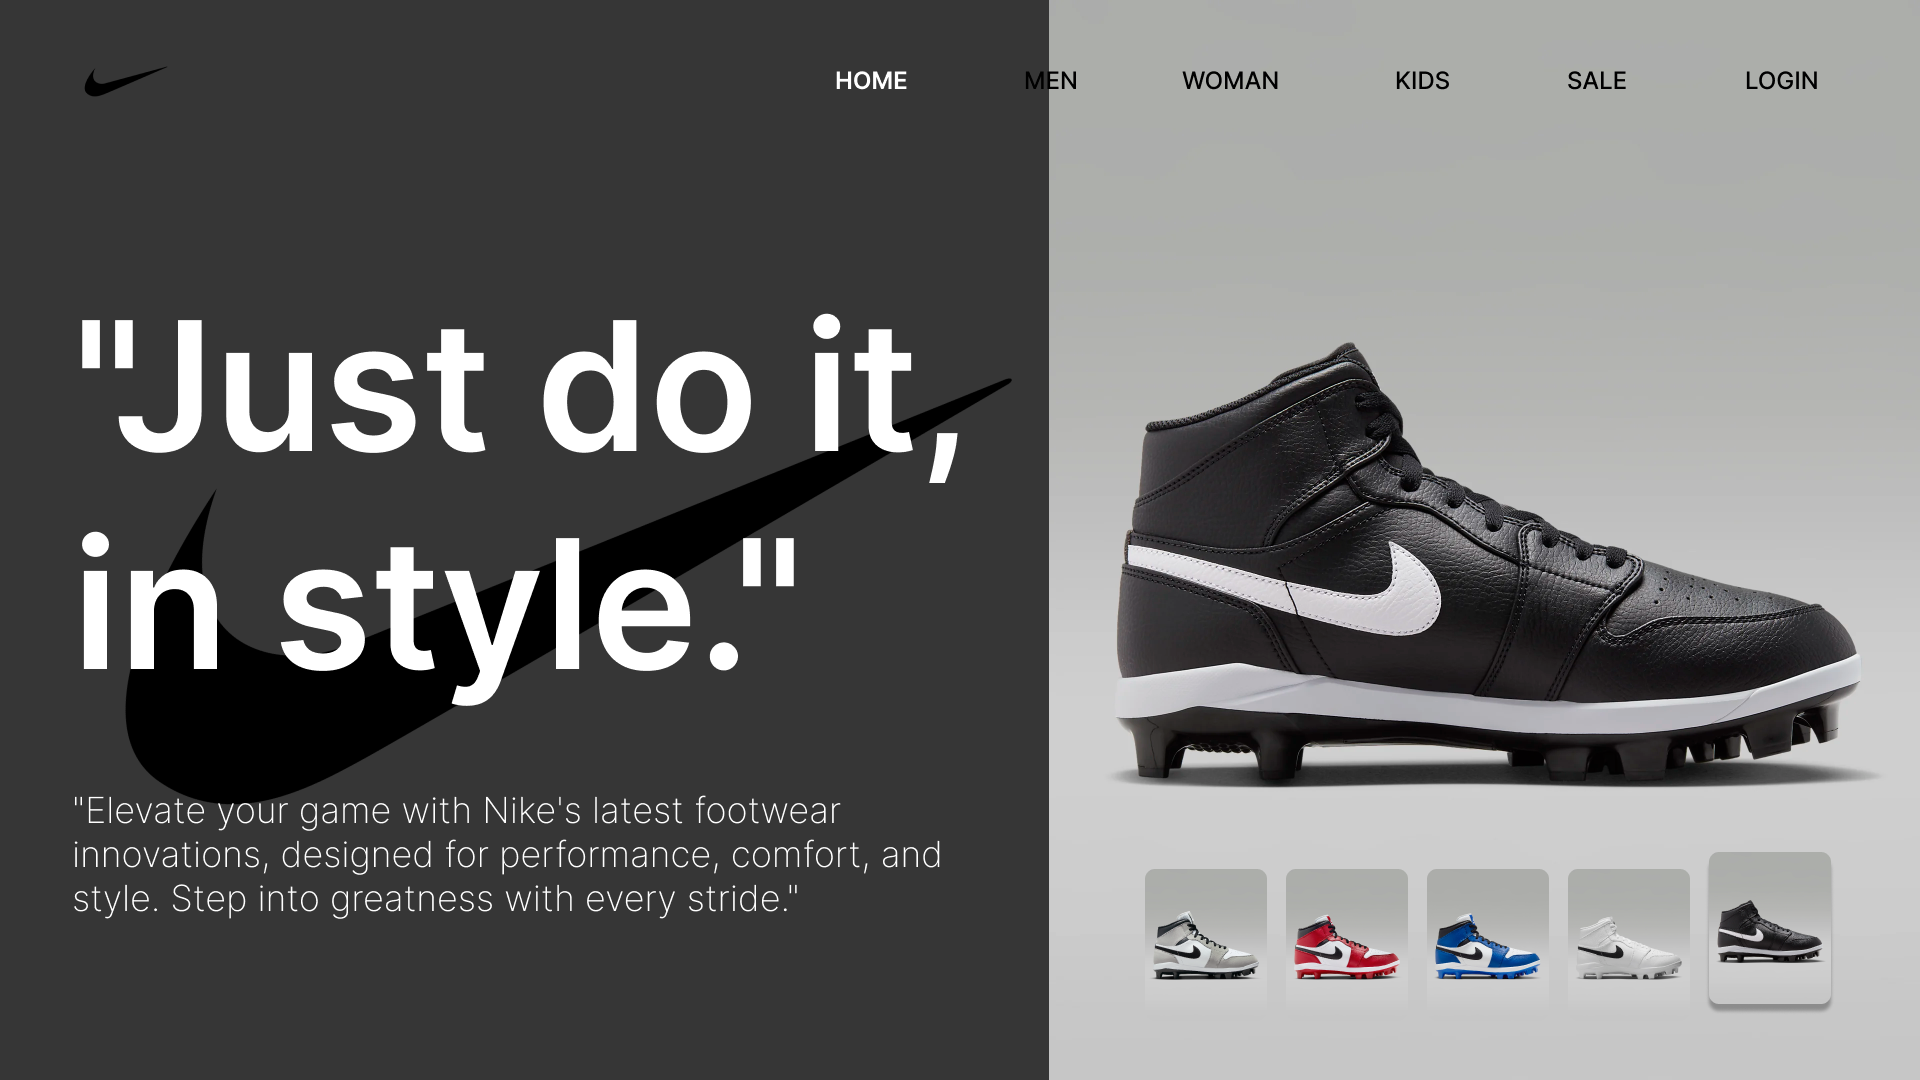 HOME MEN WOMAN KIDS SALE LOGIN
"Just do it,
in style."
"Elevate your game with Nike's latest footwear
innovations, designed for performance, comfort, and
style. Step into greatness with every stride."